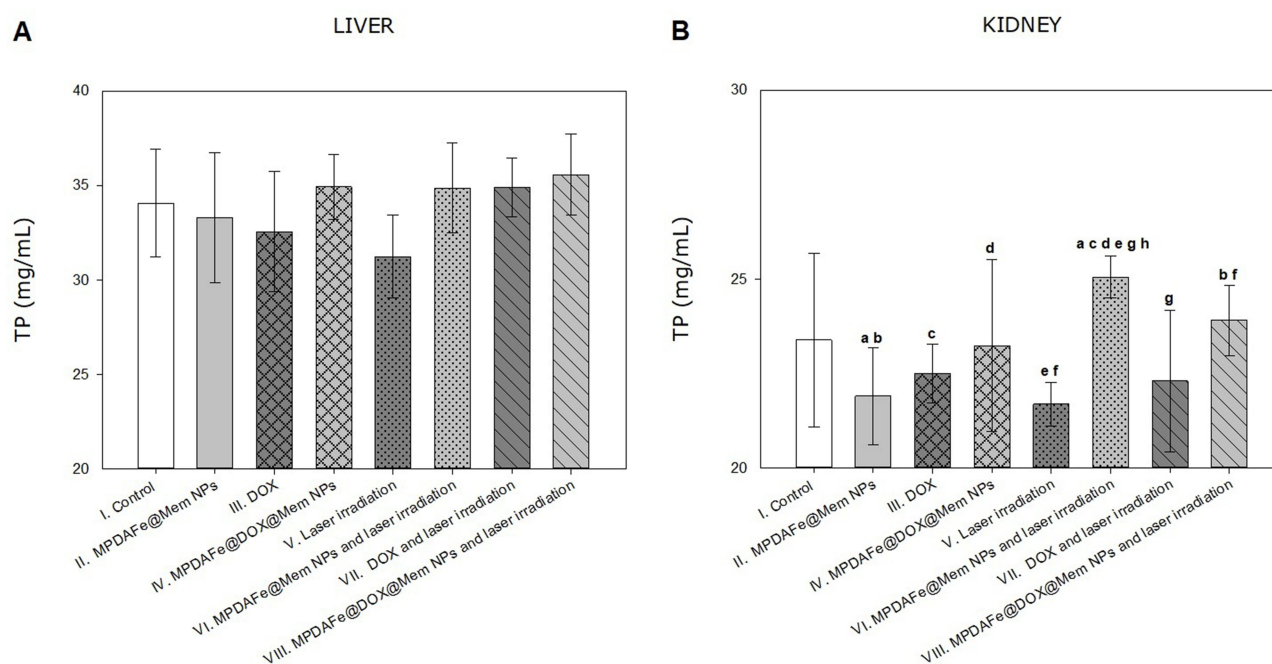 A
LIVER
TP (mg/mL)
40
35
30
25
20
I. Control
II. MPDAFe@Mem NPs
III. DOX
IV. MPDAFe@DOX@Mem NPs
V. Laser irradiation
VI. MPDAFe@Mem NPs and laser irradiation
VII. DOX and laser irradiation
VIII. MPDAFe@DOX@Mem NPs and laser irradiation
B
KIDNEY
TP (mg/mL)
30
25
20
a b
c
d
e f
a c d e g h
g
b f
I. Control
II. MPDAFe@Mem NPs
III. DOX
IV. MPDAFe@DOX@Mem NPs
V. Laser irradiation
VI. MPDAFe@Mem NPs and laser irradiation
VII. DOX and laser irradiation
VIII. MPDAFe@DOX@Mem NPs and laser irradiation